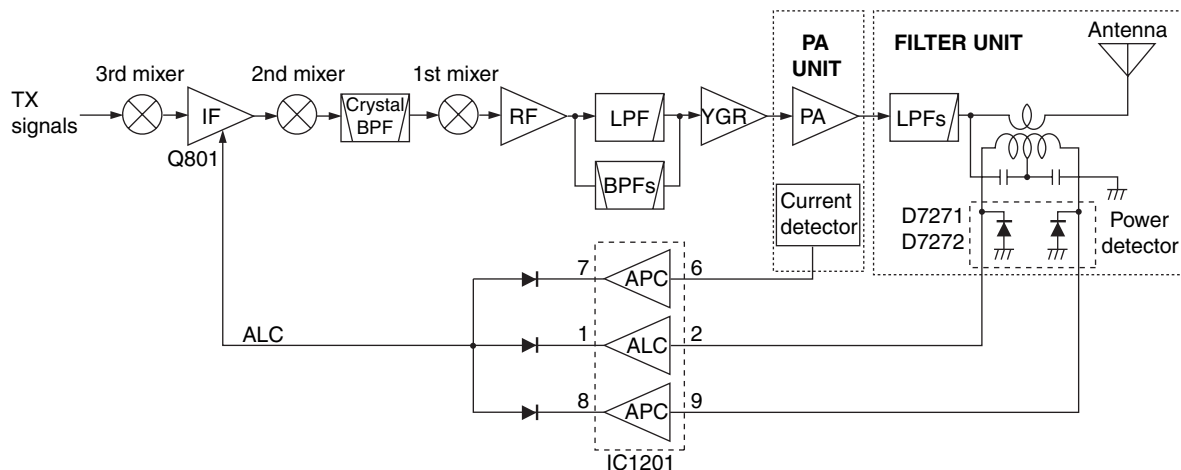 PA
UNIT
FILTER UNIT
Antenna
3rd mixer
2nd mixer
1st mixer
TX
signals
IF
Q801
Crystal
BPF
RF
LPF
BPFs
YGR
PA
LPFs
Current
detector
D7271
D7272
Power
detector
7
APC
6
ALC
1
ALC
2
8
APC
9
IC1201